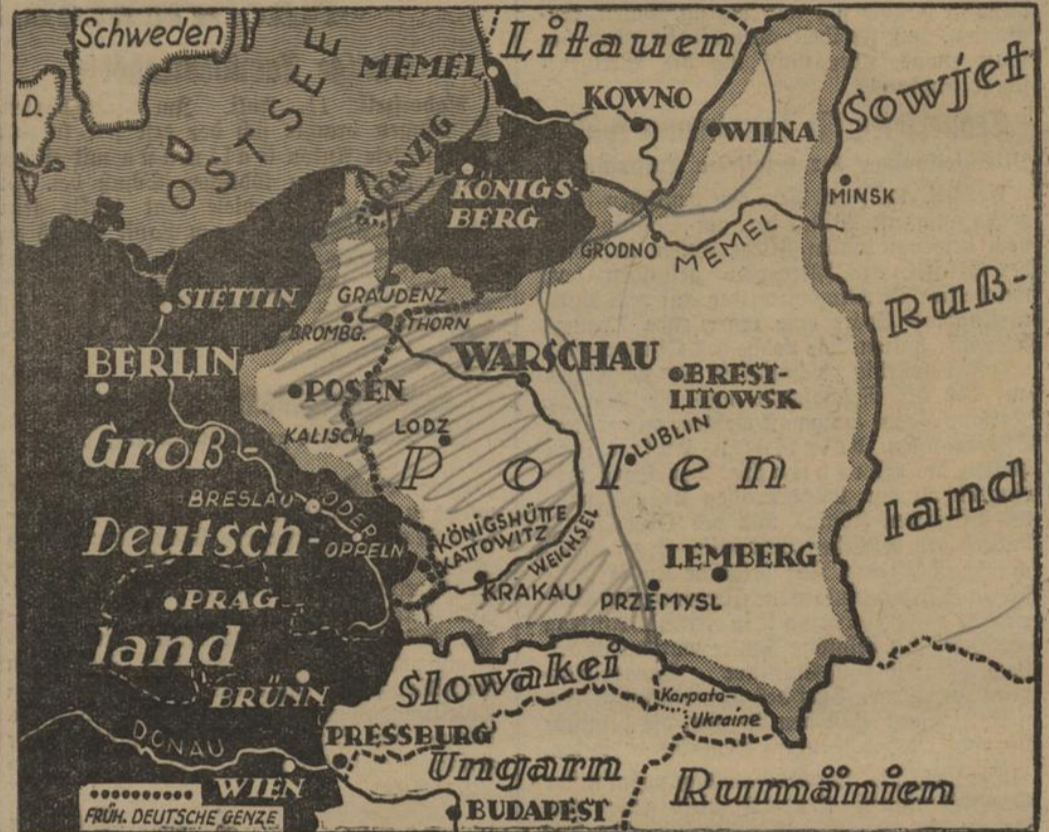 Schweden
D.
OSTSEE
MEMEL
Litauen
KOWNO
WILNA
Sowjet
DANZIG
KÖNIGS-
BERG
MINSK
GRODNO
MEMEL
Ruß-
STETTIN
GRAUDENZ
BROMBG.
THORN
BERLIN
WARSCHAU
BREST-
LITOWSK
POSEN
KALISCH
LODZ
LUBLIN
Polen
Groß-
BRESLAU
ODER
land
Deutsch-
OPPELN
KÖNIGSHÜTTE
KATTOWITZ
WEICHSEL
LEMBERG
PRAG
KRAKAU
PRZEMYSL
land
BRÜNN
Slowakei
Karpato-
Ukraine
DONAU
PRESSBURG
WIEN
Ungarn
Rumänien
BUDAPEST
FRÜH. DEUTSCHE GENZE